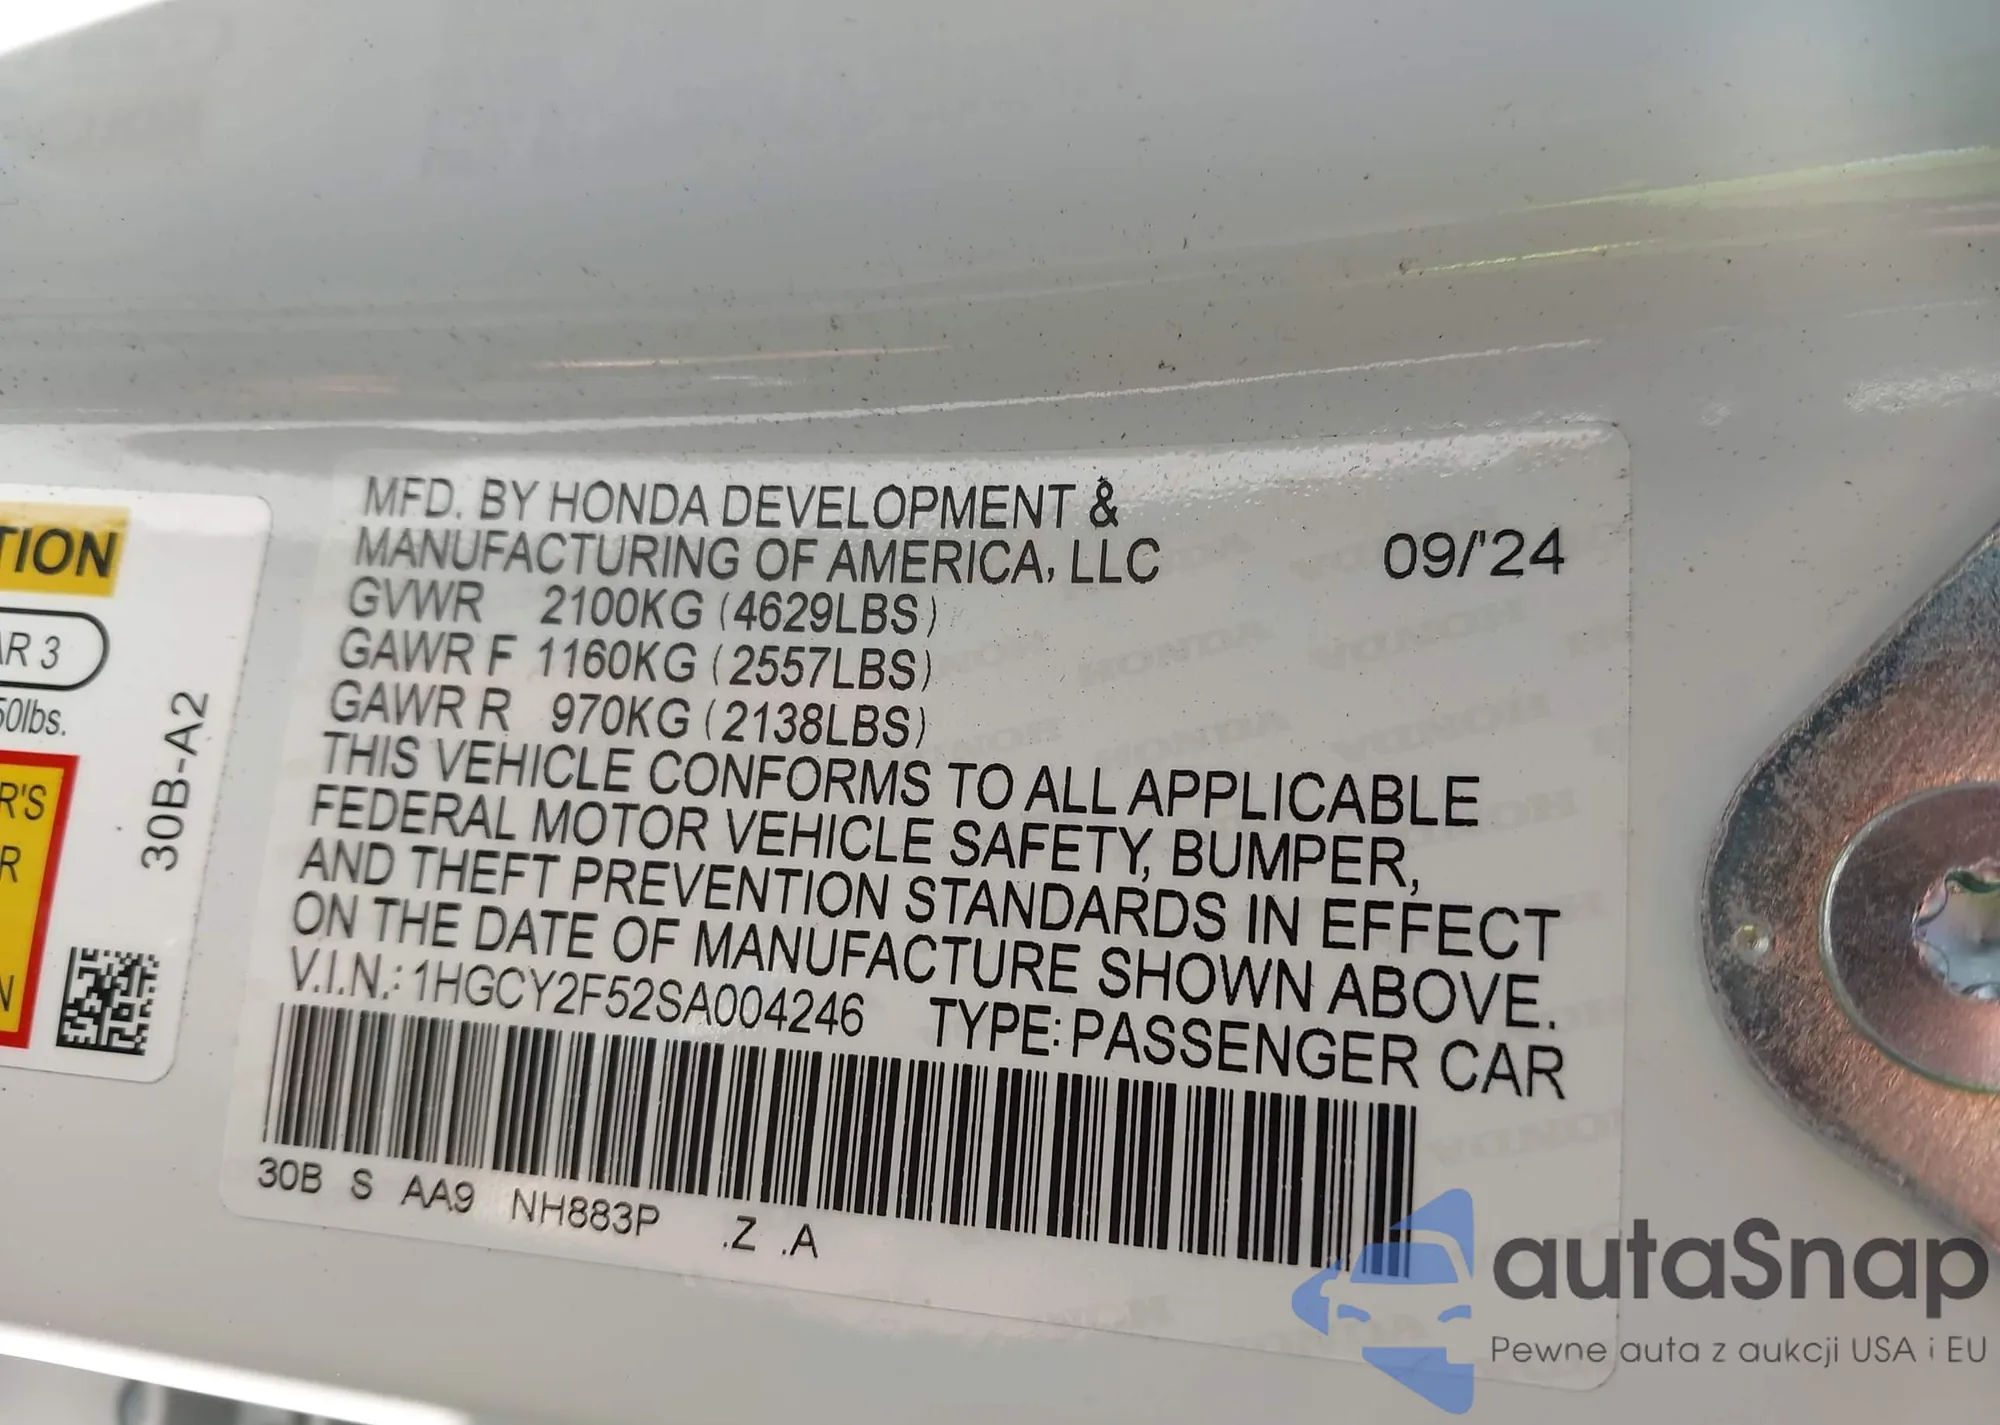 TION
AR 3
50lbs.
R'S
R
N
30B-A2
MFD. BY HONDA DEVELOPMENT &
MANUFACTURING OF AMERICA, LLC 09/'24
GVWR 2100KG (4629LBS)
GAWR F 1160KG (2557LBS)
GAWR R 970KG (2138LBS)
THIS VEHICLE CONFORMS TO ALL APPLICABLE
FEDERAL MOTOR VEHICLE SAFETY, BUMPER,
AND THEFT PREVENTION STANDARDS IN EFFECT
ON THE DATE OF MANUFACTURE SHOWN ABOVE.
V.I.N.: 1HGCY2F52SA004246 TYPE: PASSENGER CAR
30B S AA9 NH883P .Z .A
autaSnap
Pewne auta z aukcji USA i EU